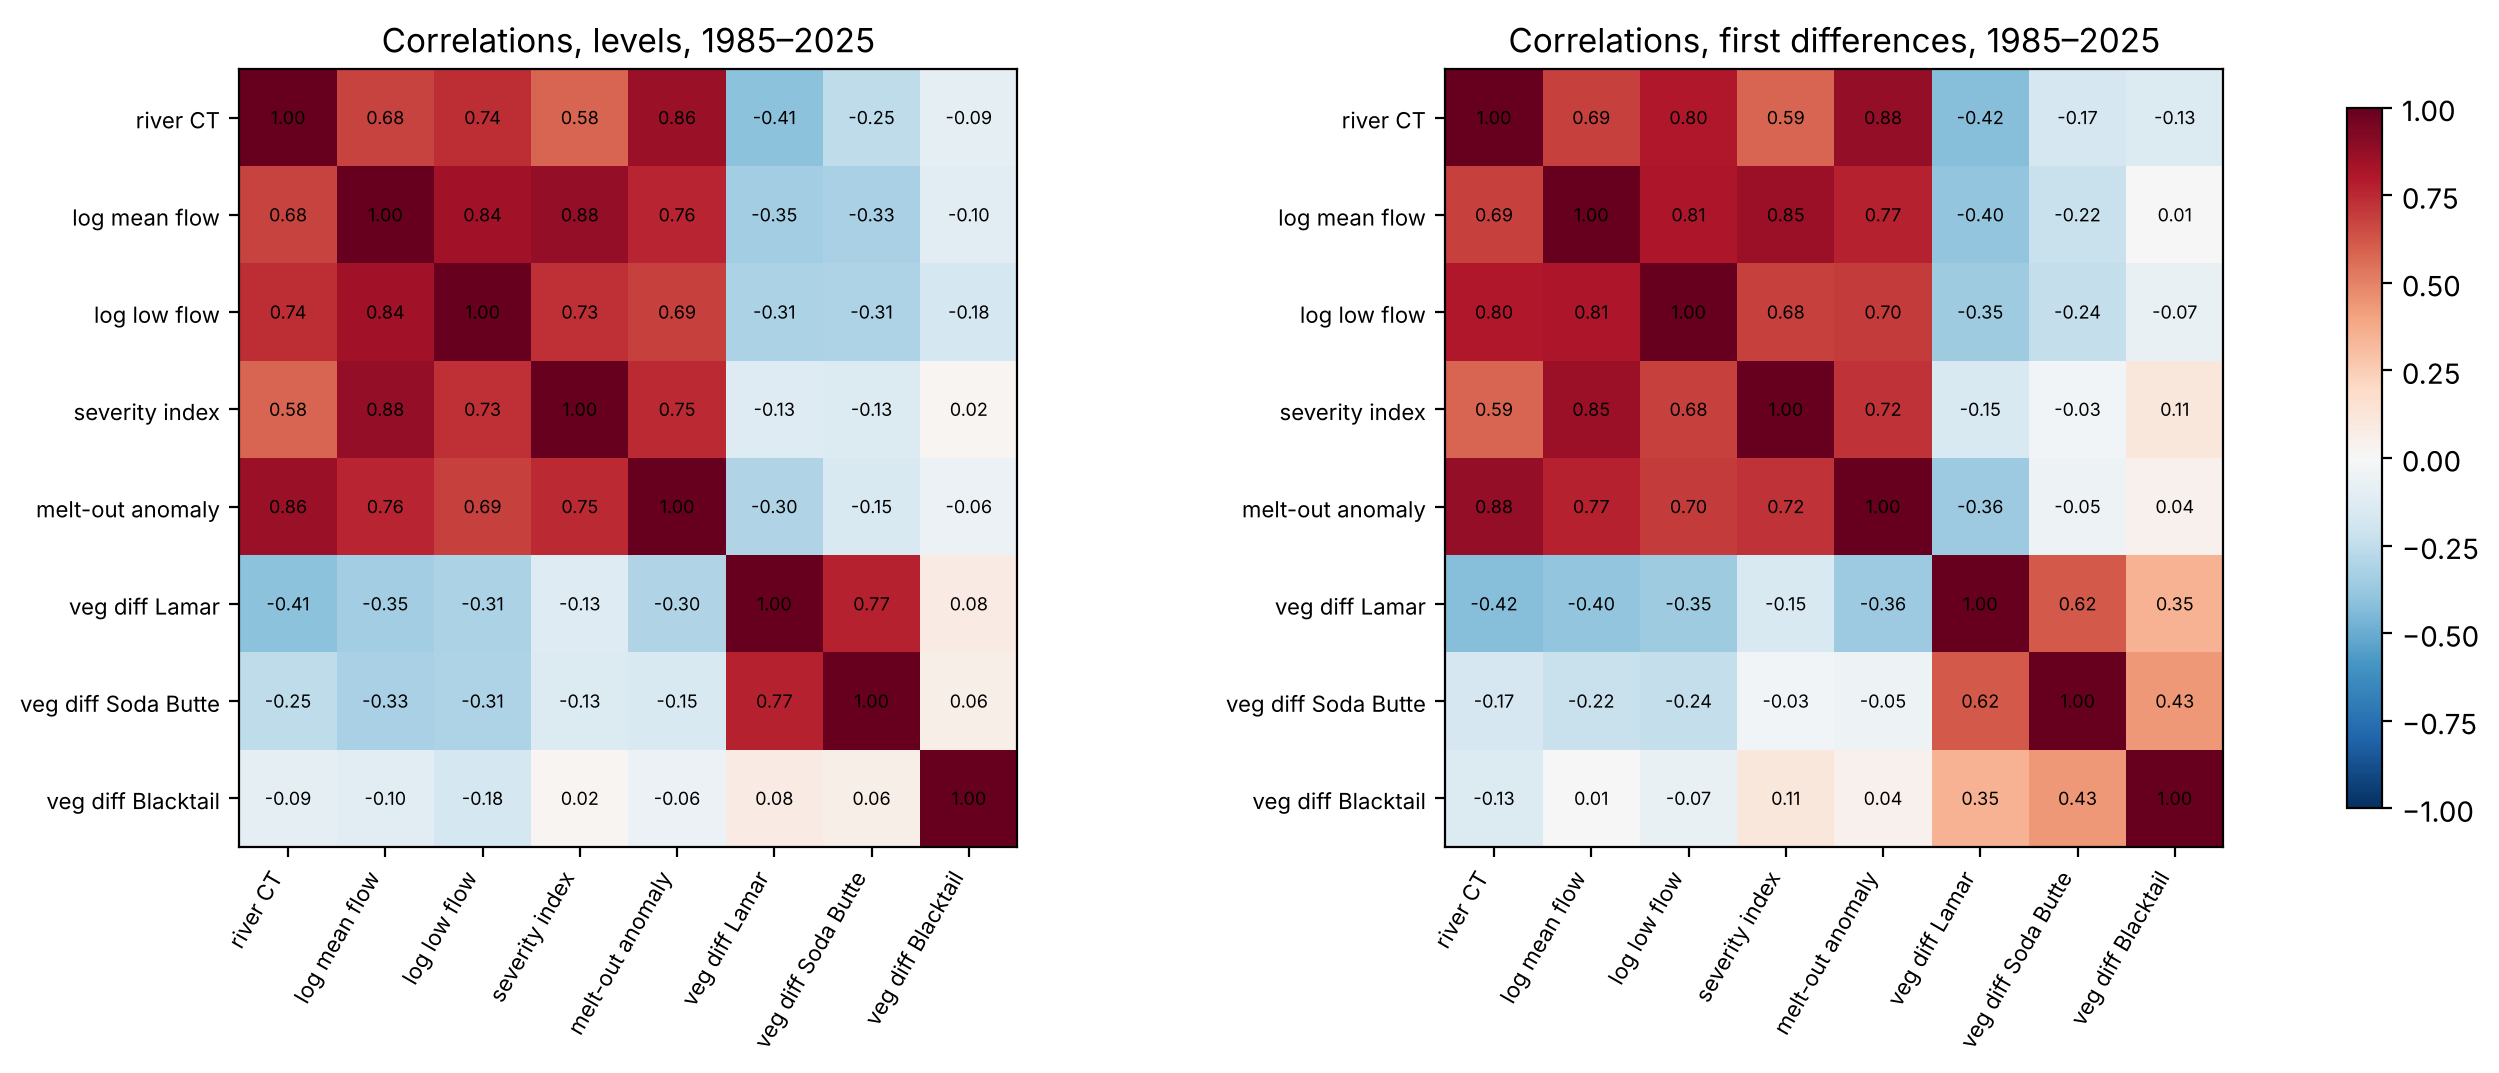 Correlations, levels, 1985–2025
river CT 1.00 0.68 0.74 0.58 0.86 -0.41 -0.25 -0.09
log mean flow 0.68 1.00 0.84 0.88 0.76 -0.35 -0.33 -0.10
log low flow 0.74 0.84 1.00 0.73 0.69 -0.31 -0.31 -0.18
severity index 0.58 0.88 0.73 1.00 0.75 -0.13 -0.13 0.02
melt-out anomaly 0.86 0.76 0.69 0.75 1.00 -0.30 -0.15 -0.06
veg diff Lamar -0.41 -0.35 -0.31 -0.13 -0.30 1.00 0.77 0.08
veg diff Soda Butte -0.25 -0.33 -0.31 -0.13 -0.15 0.77 1.00 0.06
veg diff Blacktail -0.09 -0.10 -0.18 0.02 -0.06 0.08 0.06 1.00
river CT
log mean flow
log low flow
severity index
melt-out anomaly
veg diff Lamar
veg diff Soda Butte
veg diff Blacktail
Correlations, first differences, 1985–2025
river CT 1.00 0.69 0.80 0.59 0.88 -0.42 -0.17 -0.13
log mean flow 0.69 1.00 0.81 0.85 0.77 -0.40 -0.22 0.01
log low flow 0.80 0.81 1.00 0.68 0.70 -0.35 -0.24 -0.07
severity index 0.59 0.85 0.68 1.00 0.72 -0.15 -0.03 0.11
melt-out anomaly 0.88 0.77 0.70 0.72 1.00 -0.36 -0.05 0.04
veg diff Lamar -0.42 -0.40 -0.35 -0.15 -0.36 1.00 0.62 0.35
veg diff Soda Butte -0.17 -0.22 -0.24 -0.03 -0.05 0.62 1.00 0.43
veg diff Blacktail -0.13 0.01 -0.07 0.11 0.04 0.35 0.43 1.00
river CT
log mean flow
log low flow
severity index
melt-out anomaly
veg diff Lamar
veg diff Soda Butte
veg diff Blacktail
1.00
0.75
0.50
0.25
0.00
−0.25
−0.50
−0.75
−1.00